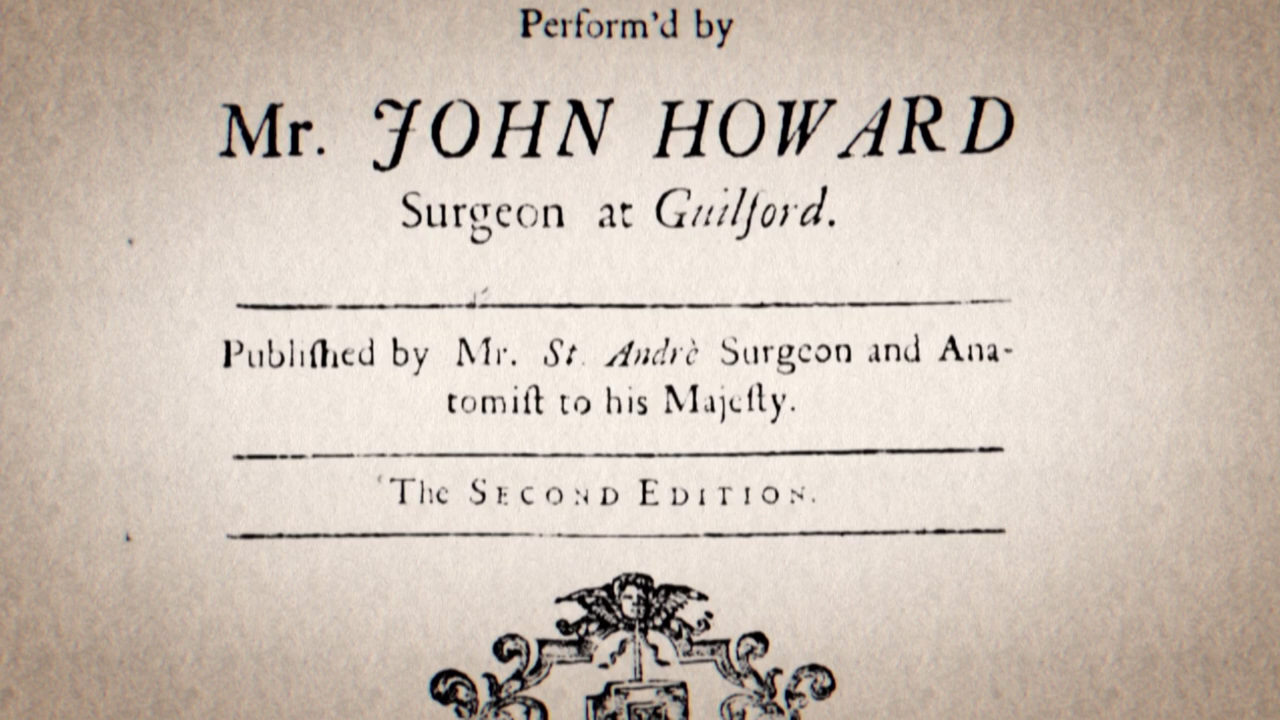 Perform'd by
Mr. JOHN HOWARD
Surgeon at Guilford.
Publiſhed by Mr. St. Andrè Surgeon and Ana-
tomiſt to his Majeſty.
The SECOND EDITION.